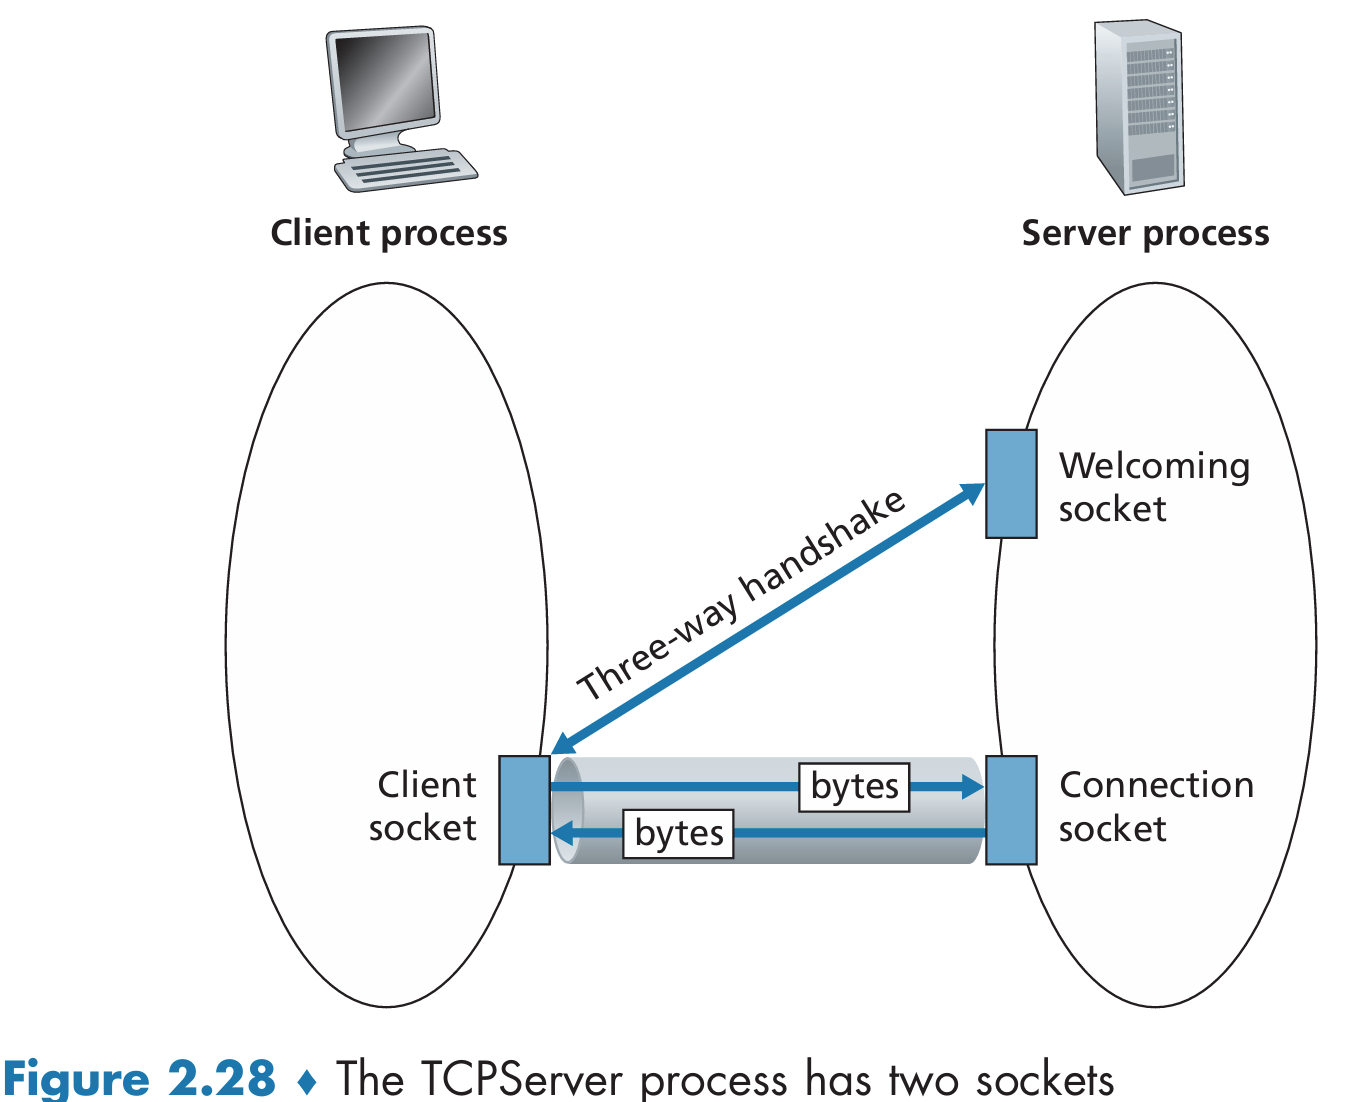 Client process
Server process
Welcoming
socket
Three-way handshake
Client
socket
bytes
bytes
Connection
socket
Figure 2.28 ♦ The TCPServer process has two sockets